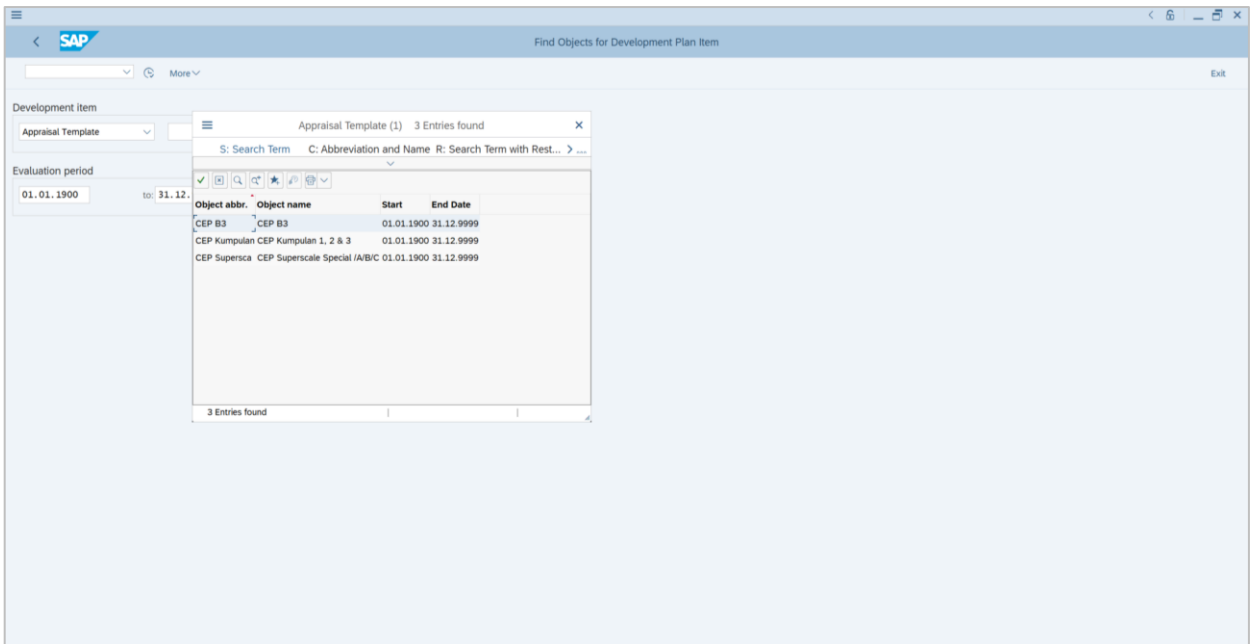 SAP
Find Objects for Development Plan Item
More
Exit
Development item
Appraisal Template
Evaluation period
01.01.1900 to: 31.12.
Appraisal Template (1) 3 Entries found
S: Search Term C: Abbreviation and Name R: Search Term with Rest... > ...
Object abbr. Object name Start End Date
CEP B3 CEP B3 01.01.1900 31.12.9999
CEP Kumpulan CEP Kumpulan 1, 2 & 3 01.01.1900 31.12.9999
CEP Supersca CEP Superscale Special /A/B/C 01.01.1900 31.12.9999
3 Entries found